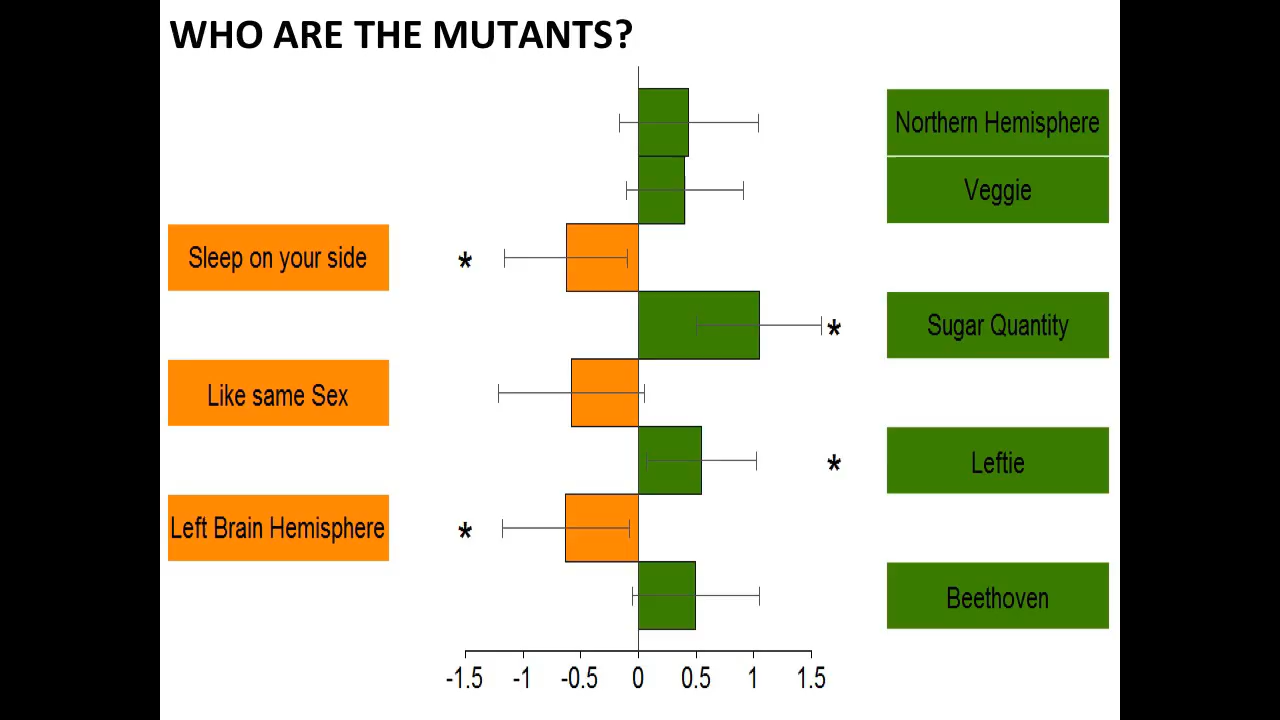 WHO ARE THE MUTANTS?
Northern Hemisphere
Veggie
Sleep on your side
*
Sugar Quantity
*
Like same Sex
Leftie
*
Left Brain Hemisphere
*
Beethoven
-1.5 -1 -0.5 0 0.5 1 1.5